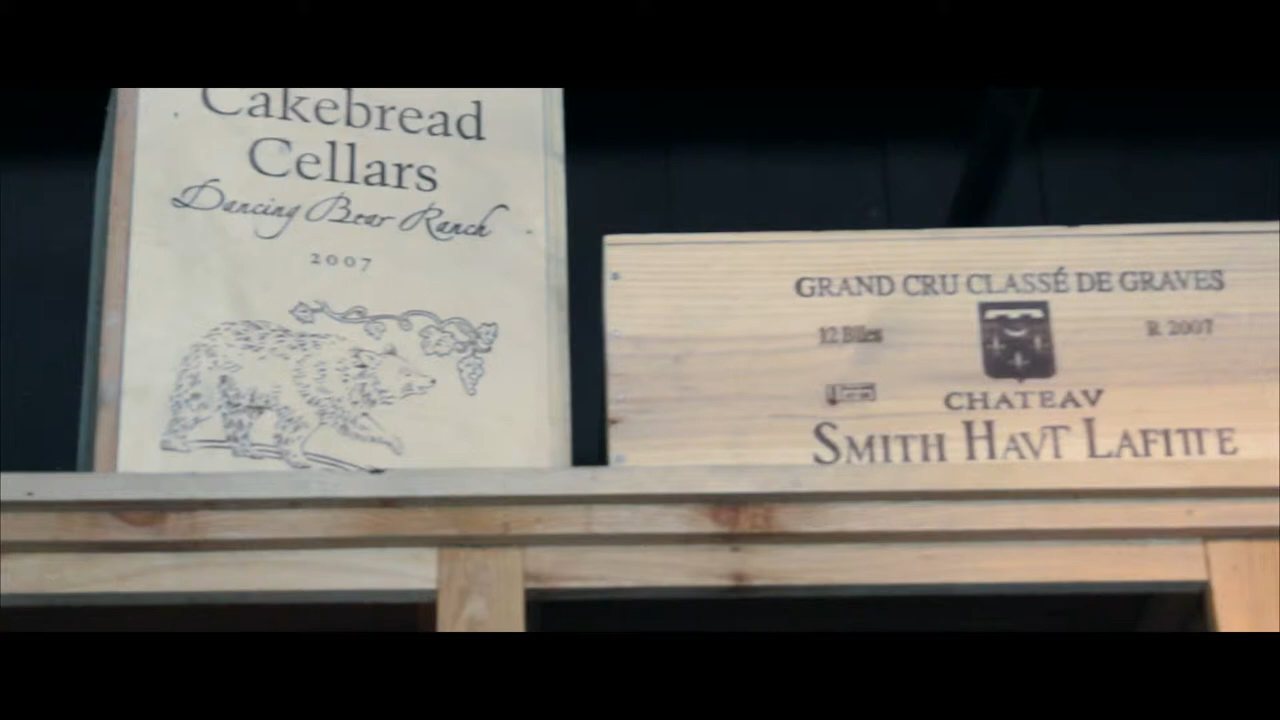 Cakebread
Cellars
Dancing Bear Ranch
2007
GRAND CRU CLASSÉ DE GRAVES
12 Blles
R. 2007
CHATEAV
SMITH HAVT LAFITTE